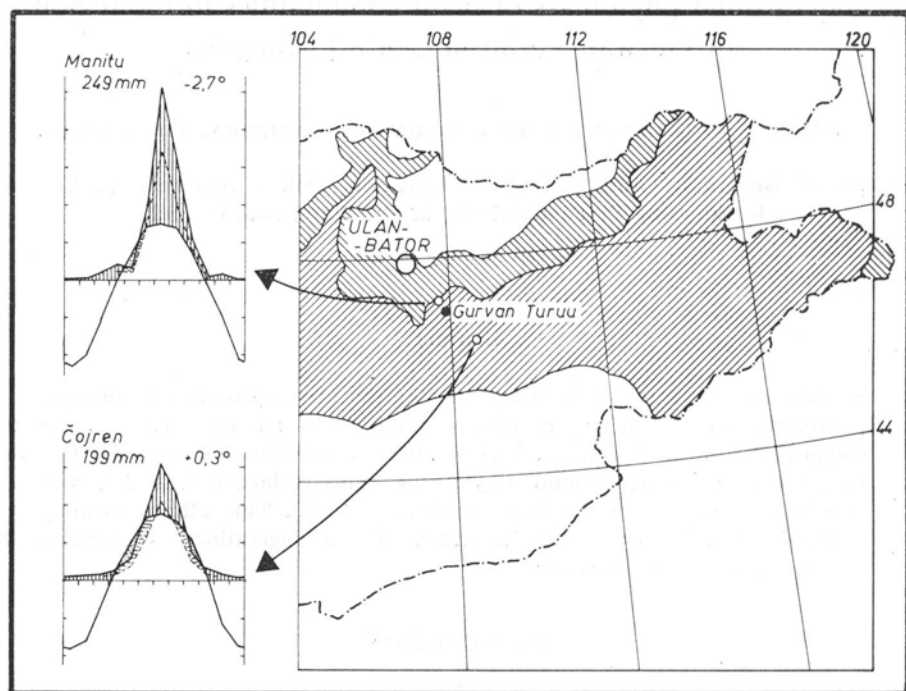 Manitu
249 mm -2,7°
Čojren
199 mm +0,3°
104 108 112 116 120
48
ULAN-
-BATOR
Gurvan Turuu
44